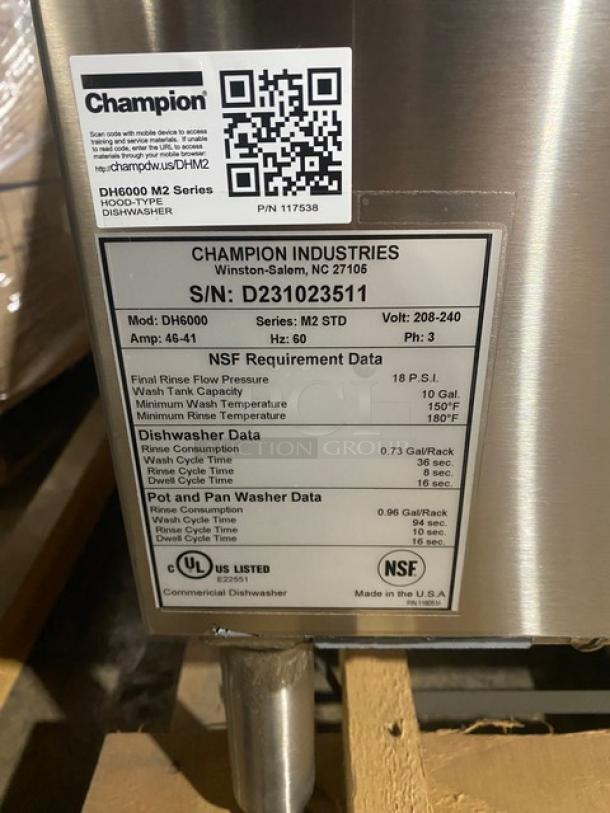 Champion®
Scan code with mobile device to access
training and service materials. If unable
to read code, enter the URL to access
materials through your mobile browser:
http://champdw.us/DHM2
DH6000 M2 Series
HOOD-TYPE
DISHWASHER
P/N 117538
CHAMPION INDUSTRIES
Winston-Salem, NC 27105
S/N: D231023511
Mod: DH6000 Series: M2 STD Volt: 208-240
Amp: 46-41 Hz: 60 Ph: 3
NSF Requirement Data
Final Rinse Flow Pressure 18 P.S.I.
Wash Tank Capacity 10 Gal.
Minimum Wash Temperature 150°F
Minimum Rinse Temperature 180°F
Dishwasher Data
Rinse Consumption 0.73 Gal/Rack
Wash Cycle Time 36 sec.
Rinse Cycle Time 8 sec.
Dwell Cycle Time 16 sec.
Pot and Pan Washer Data
Rinse Consumption 0.96 Gal/Rack
Wash Cycle Time 94 sec.
Rinse Cycle Time 10 sec.
Dwell Cycle Time 16 sec.
C UL US LISTED
E22551
NSF
Commericial Dishwasher Made in the U.S.A
AUCTION GROUP